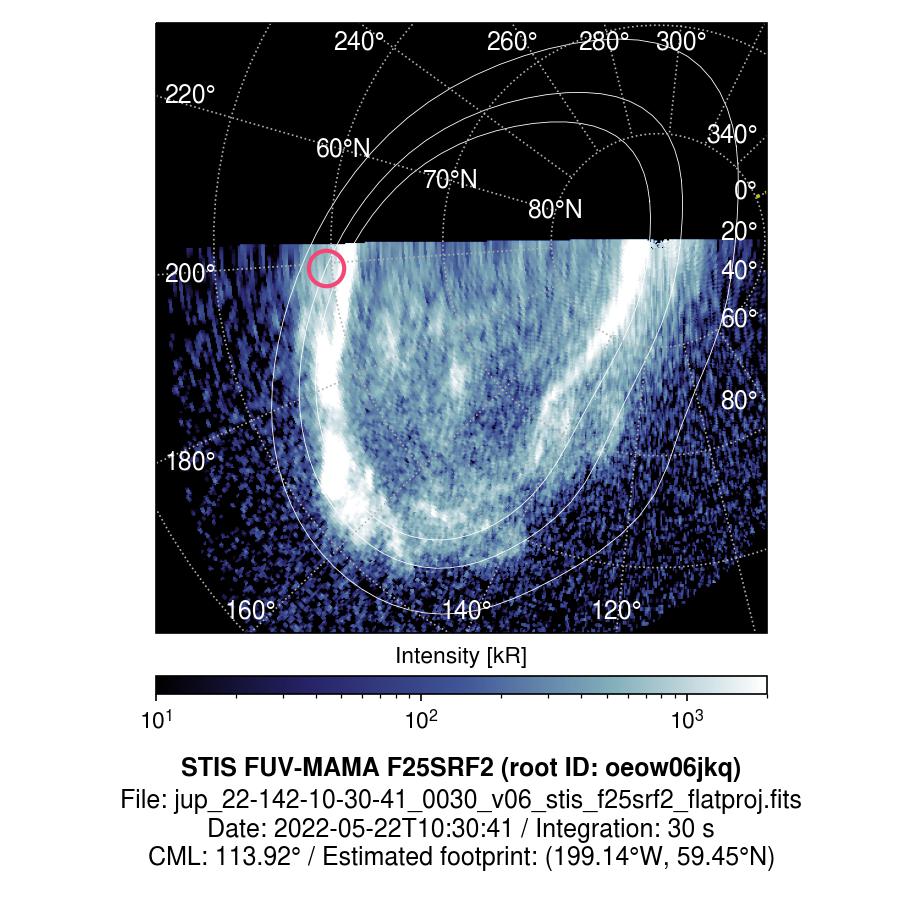 240° 260° 280° 300°
220°
340°
60°N
70°N
0°
80°N
20°
200°
40°
60°
80°
180°
160° 140° 120°
Intensity [kR]
10¹ 10² 10³
STIS FUV-MAMA F25SRF2 (root ID: oeow06jkq)
File: jup_22-142-10-30-41_0030_v06_stis_f25srf2_flatproj.fits
Date: 2022-05-22T10:30:41 / Integration: 30 s
CML: 113.92° / Estimated footprint: (199.14°W, 59.45°N)